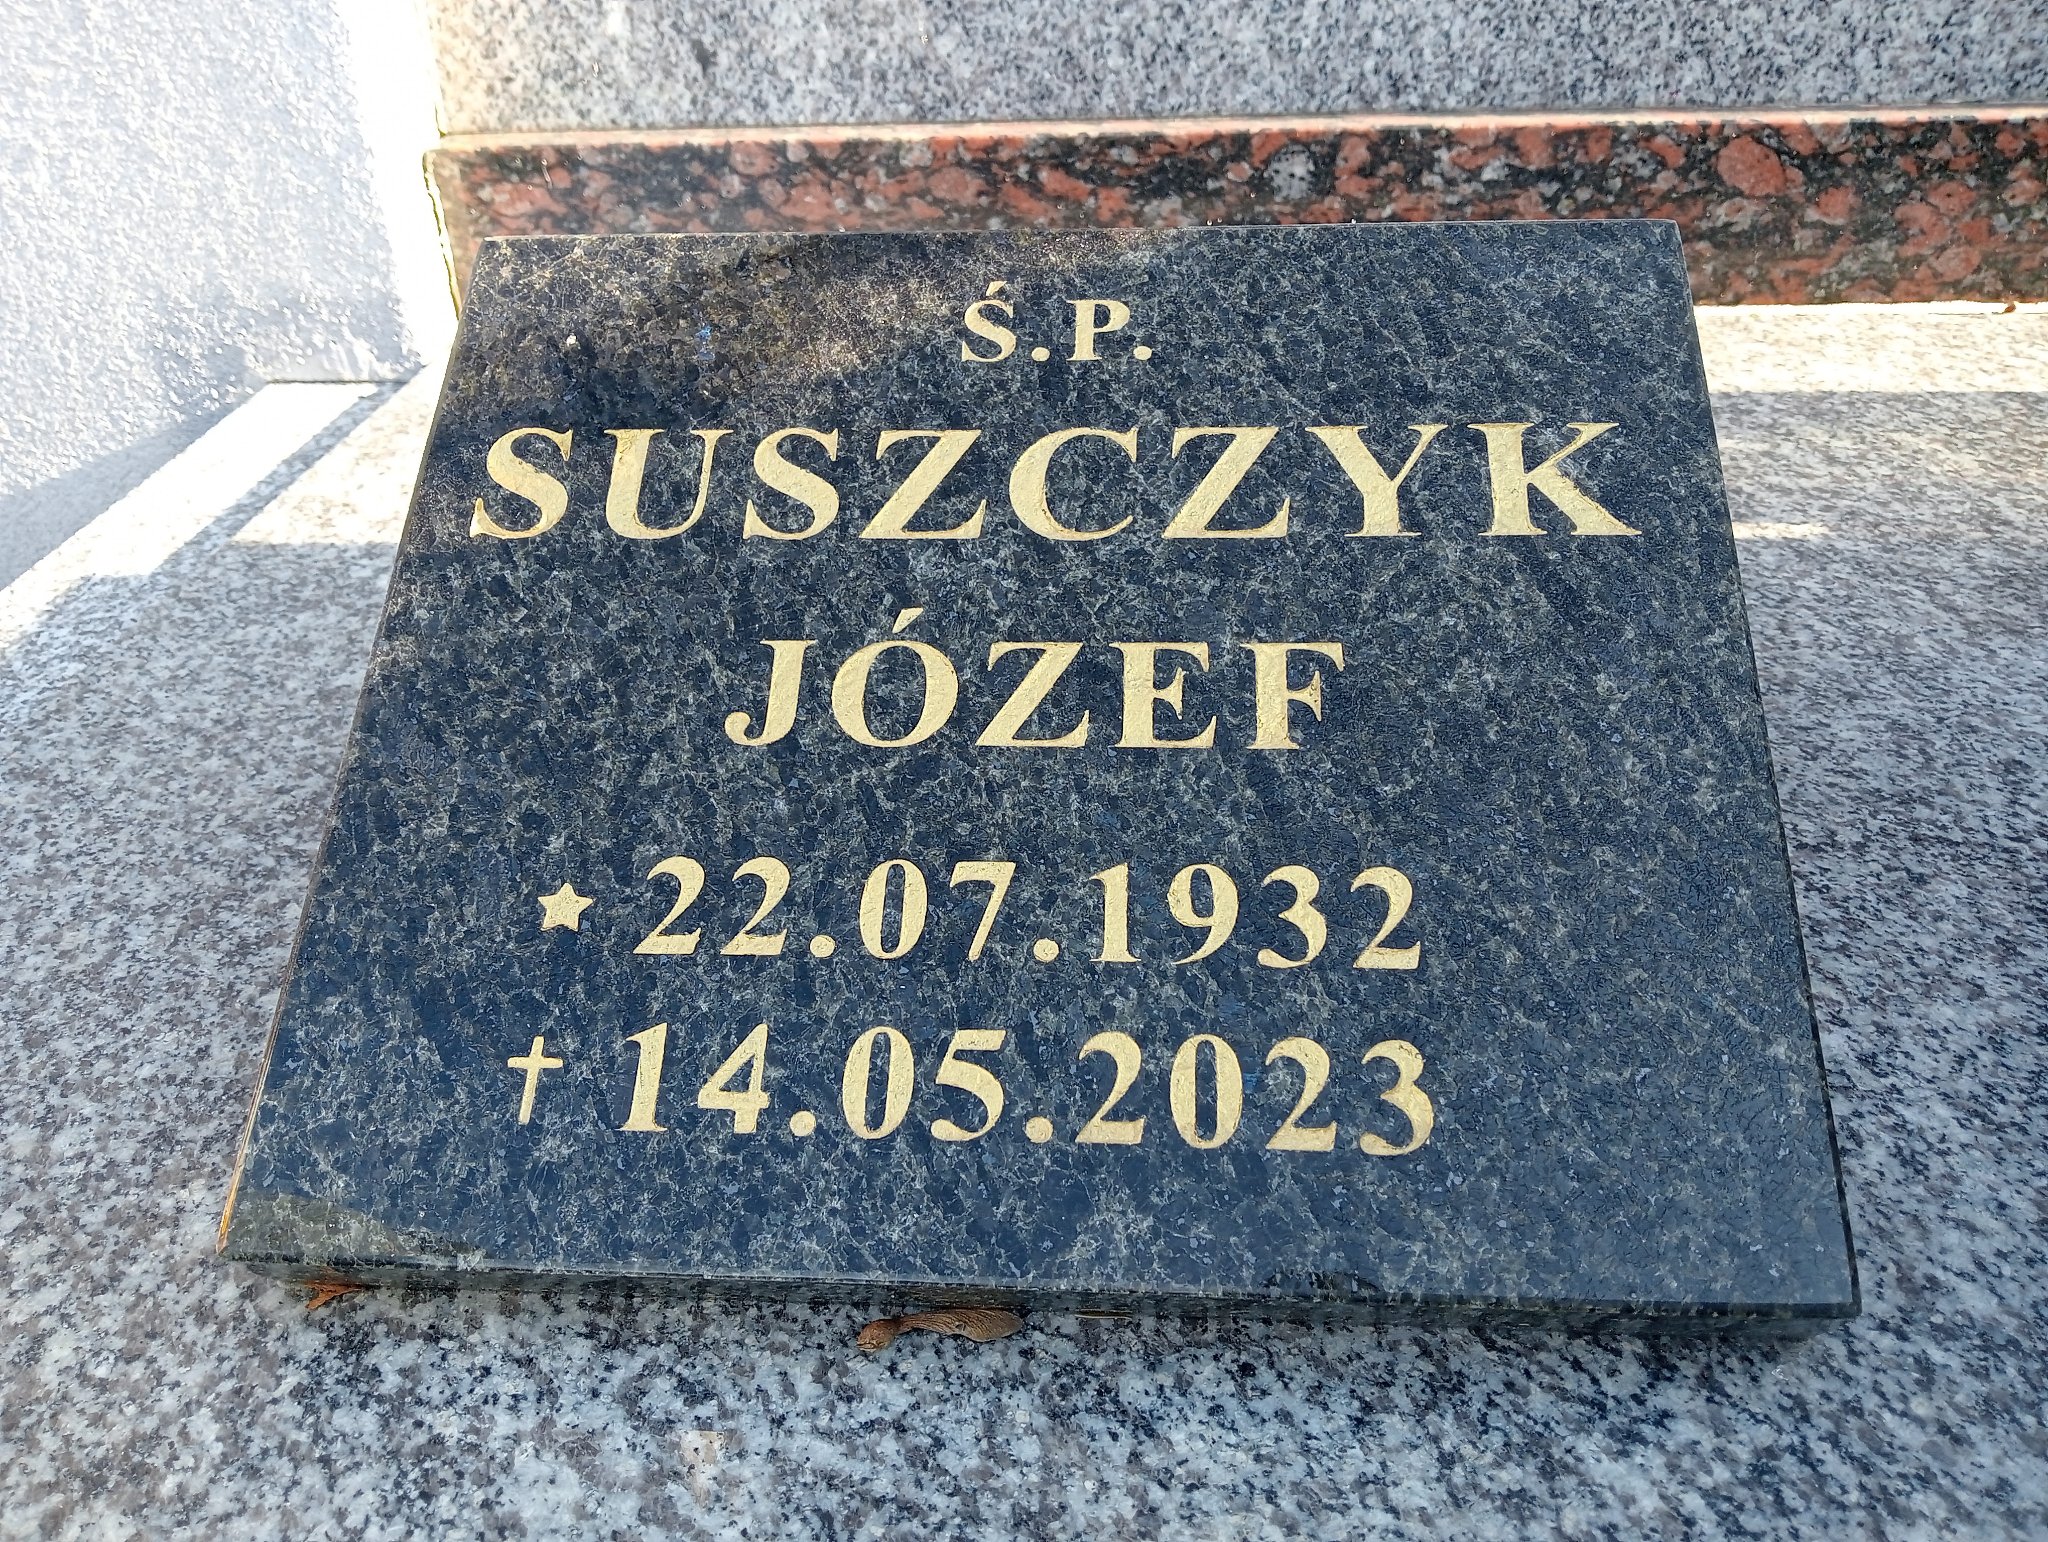 Ś.P.
SUSZCZYK
JÓZEF
★ 22.07.1932
✝ 14.05.2023